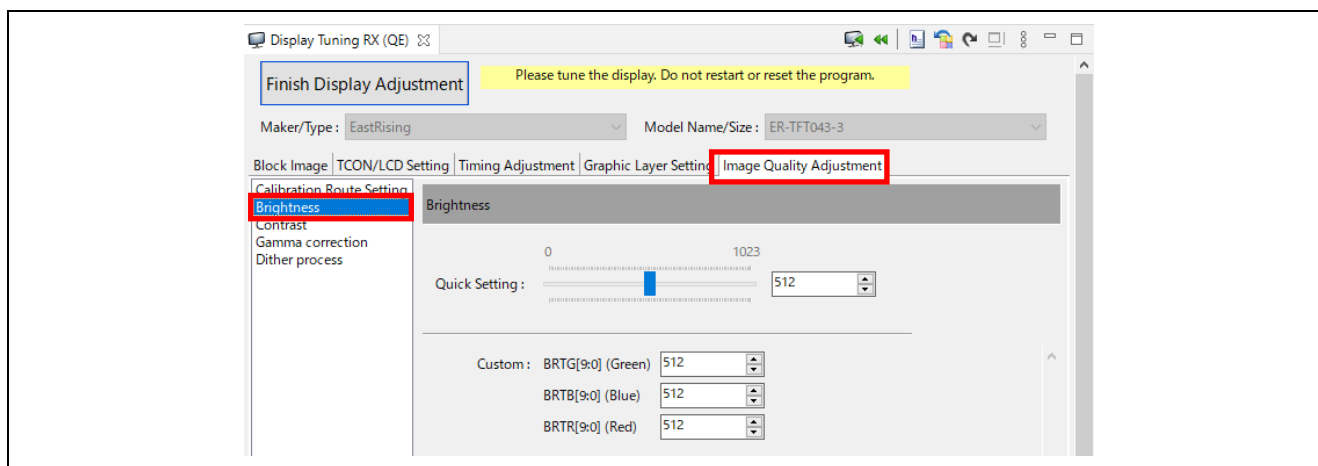 Display Tuning RX (QE)
Finish Display Adjustment
Please tune the display. Do not restart or reset the program.
Maker/Type : EastRising
Model Name/Size : ER-TFT043-3
Block Image TCON/LCD Setting Timing Adjustment Graphic Layer Setting Image Quality Adjustment
Calibration Route Setting
Brightness
Contrast
Gamma correction
Dither process
Brightness
0 1023
Quick Setting : 512
Custom : BRTG[9:0] (Green) 512
BRTB[9:0] (Blue) 512
BRTR[9:0] (Red) 512